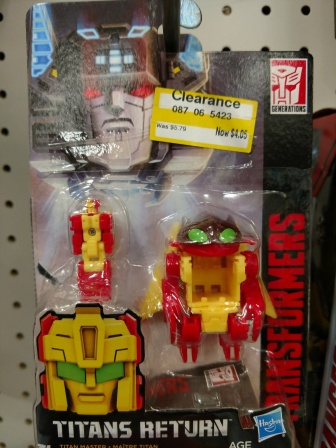 Clearance
087 06 5423
Was $5.79 Now $4.05
GENERATIONS
TRANSFORMERS
TITANS RETURN
TITAN MASTER • MAÎTRE TITAN
AGE
Hasbro